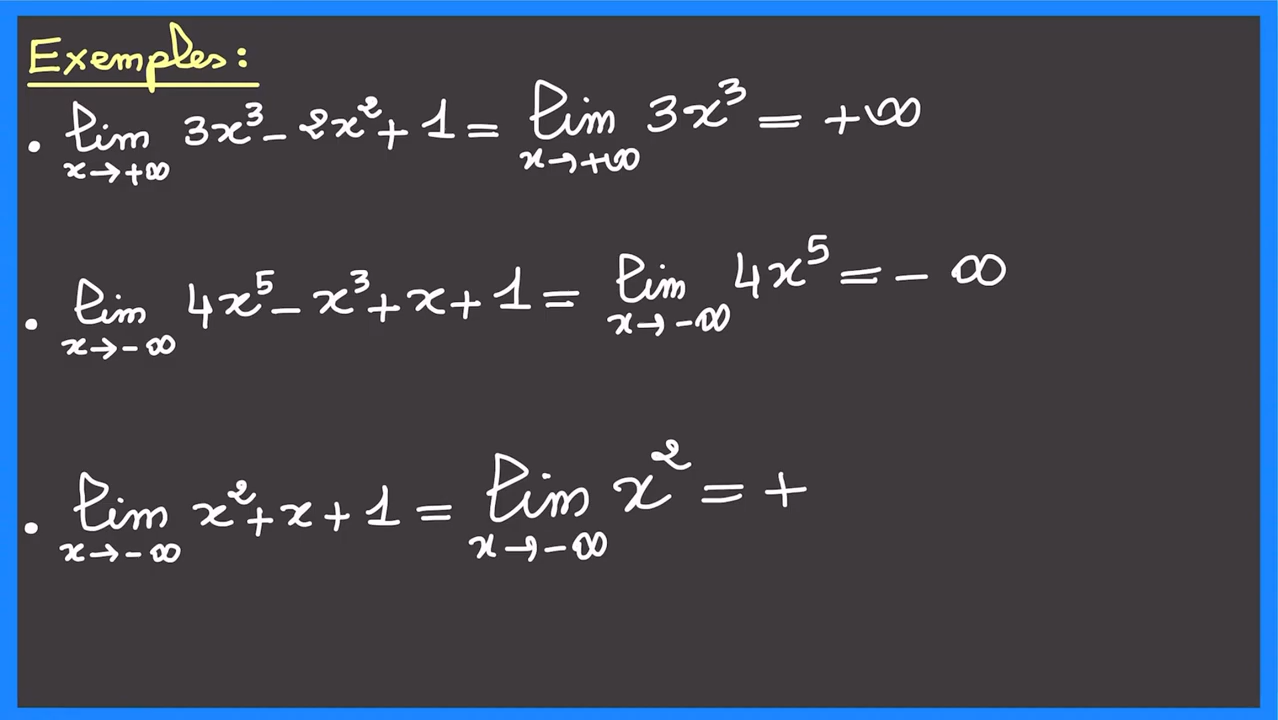 Exemples:
• lim x→+∞ 3x³ - 2x² + 1 = lim x→+∞ 3x³ = +∞
• lim x→-∞ 4x⁵ - x³ + x + 1 = lim x→-∞ 4x⁵ = - ∞
• lim x→-∞ x² + x + 1 = lim x→-∞ x² = +